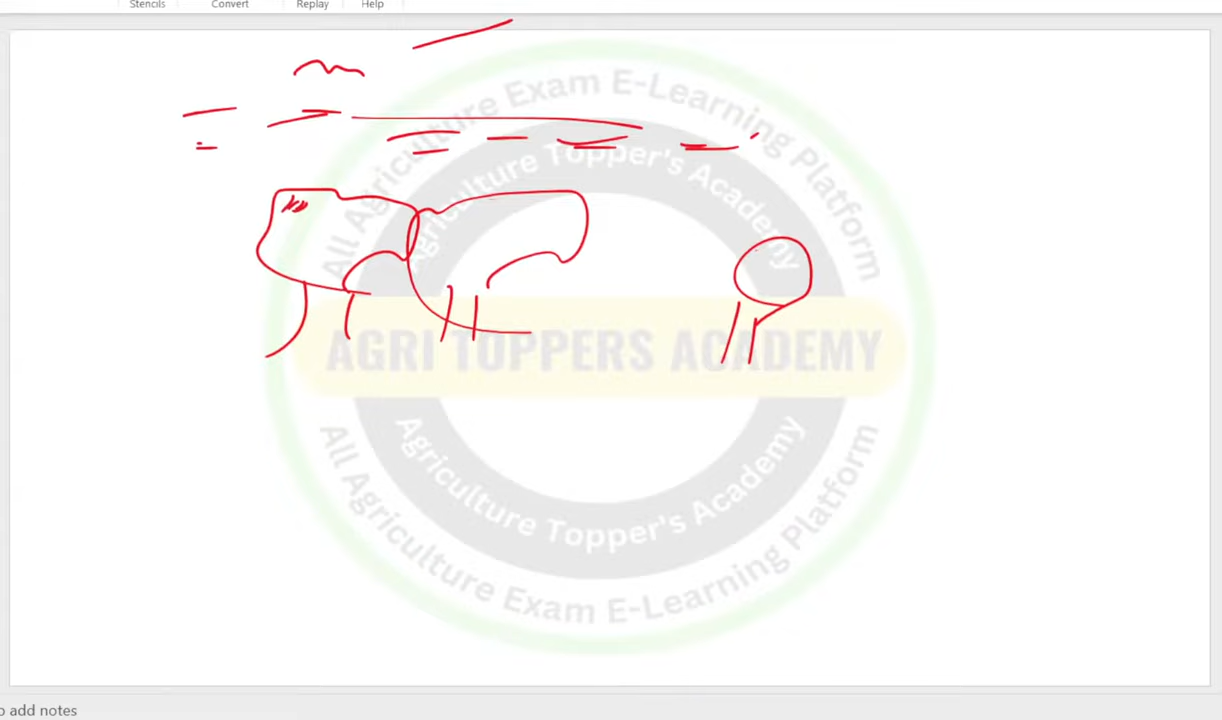 Stencils Convert Replay Help
All Agriculture Exam E-Learning Platform
Agriculture Topper's Academy
AGRI TOPPERS ACADEMY
Agriculture Topper's Academy
All Agriculture Exam E-Learning Platform
o add notes